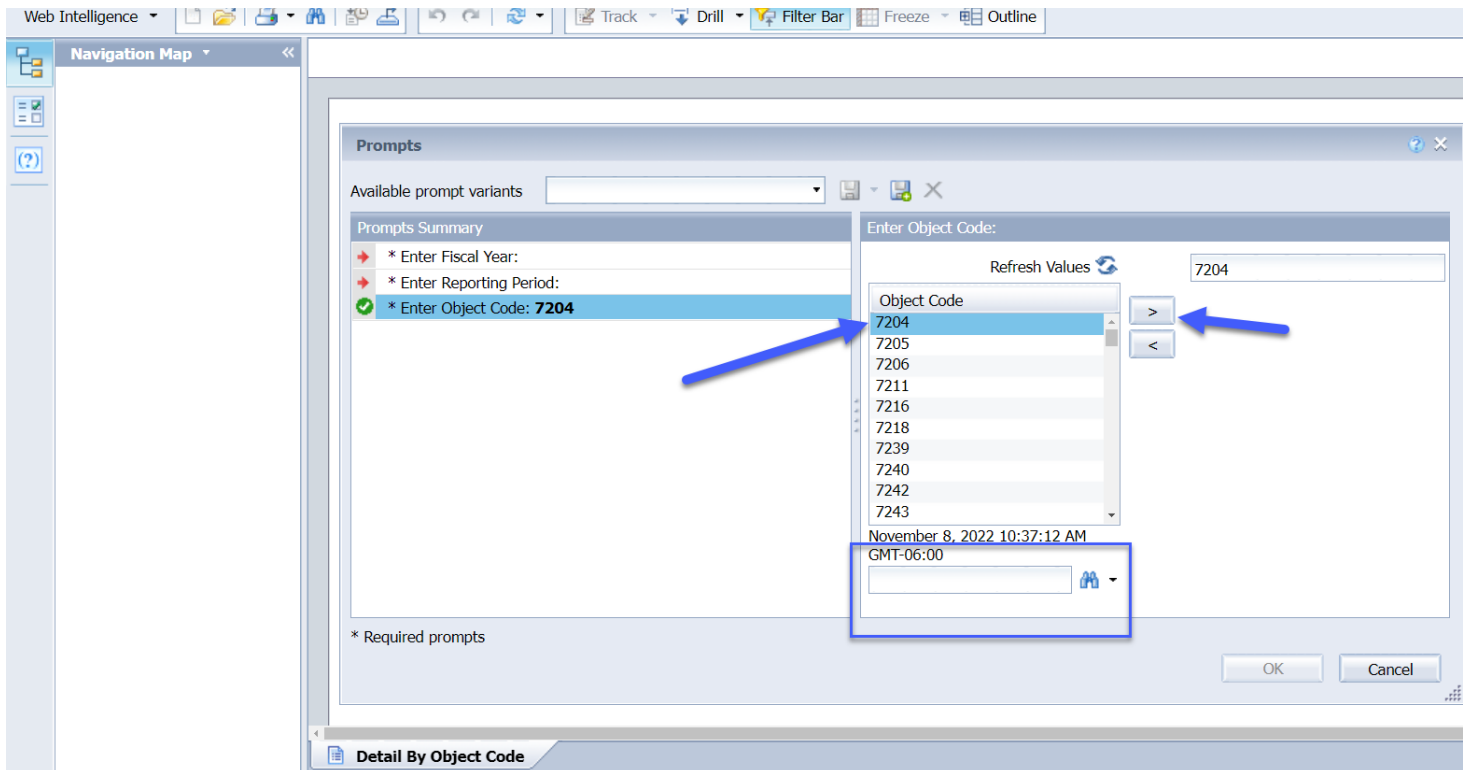 Web Intelligence Track Drill Filter Bar Freeze Outline
Navigation Map
Prompts
Available prompt variants
Prompts Summary
* Enter Fiscal Year:
* Enter Reporting Period:
* Enter Object Code: 7204
Enter Object Code:
Refresh Values
7204
Object Code
7204
7205
7206
7211
7216
7218
7239
7240
7242
7243
November 8, 2022 10:37:12 AM
GMT-06:00
>
<
* Required prompts
OK Cancel
Detail By Object Code